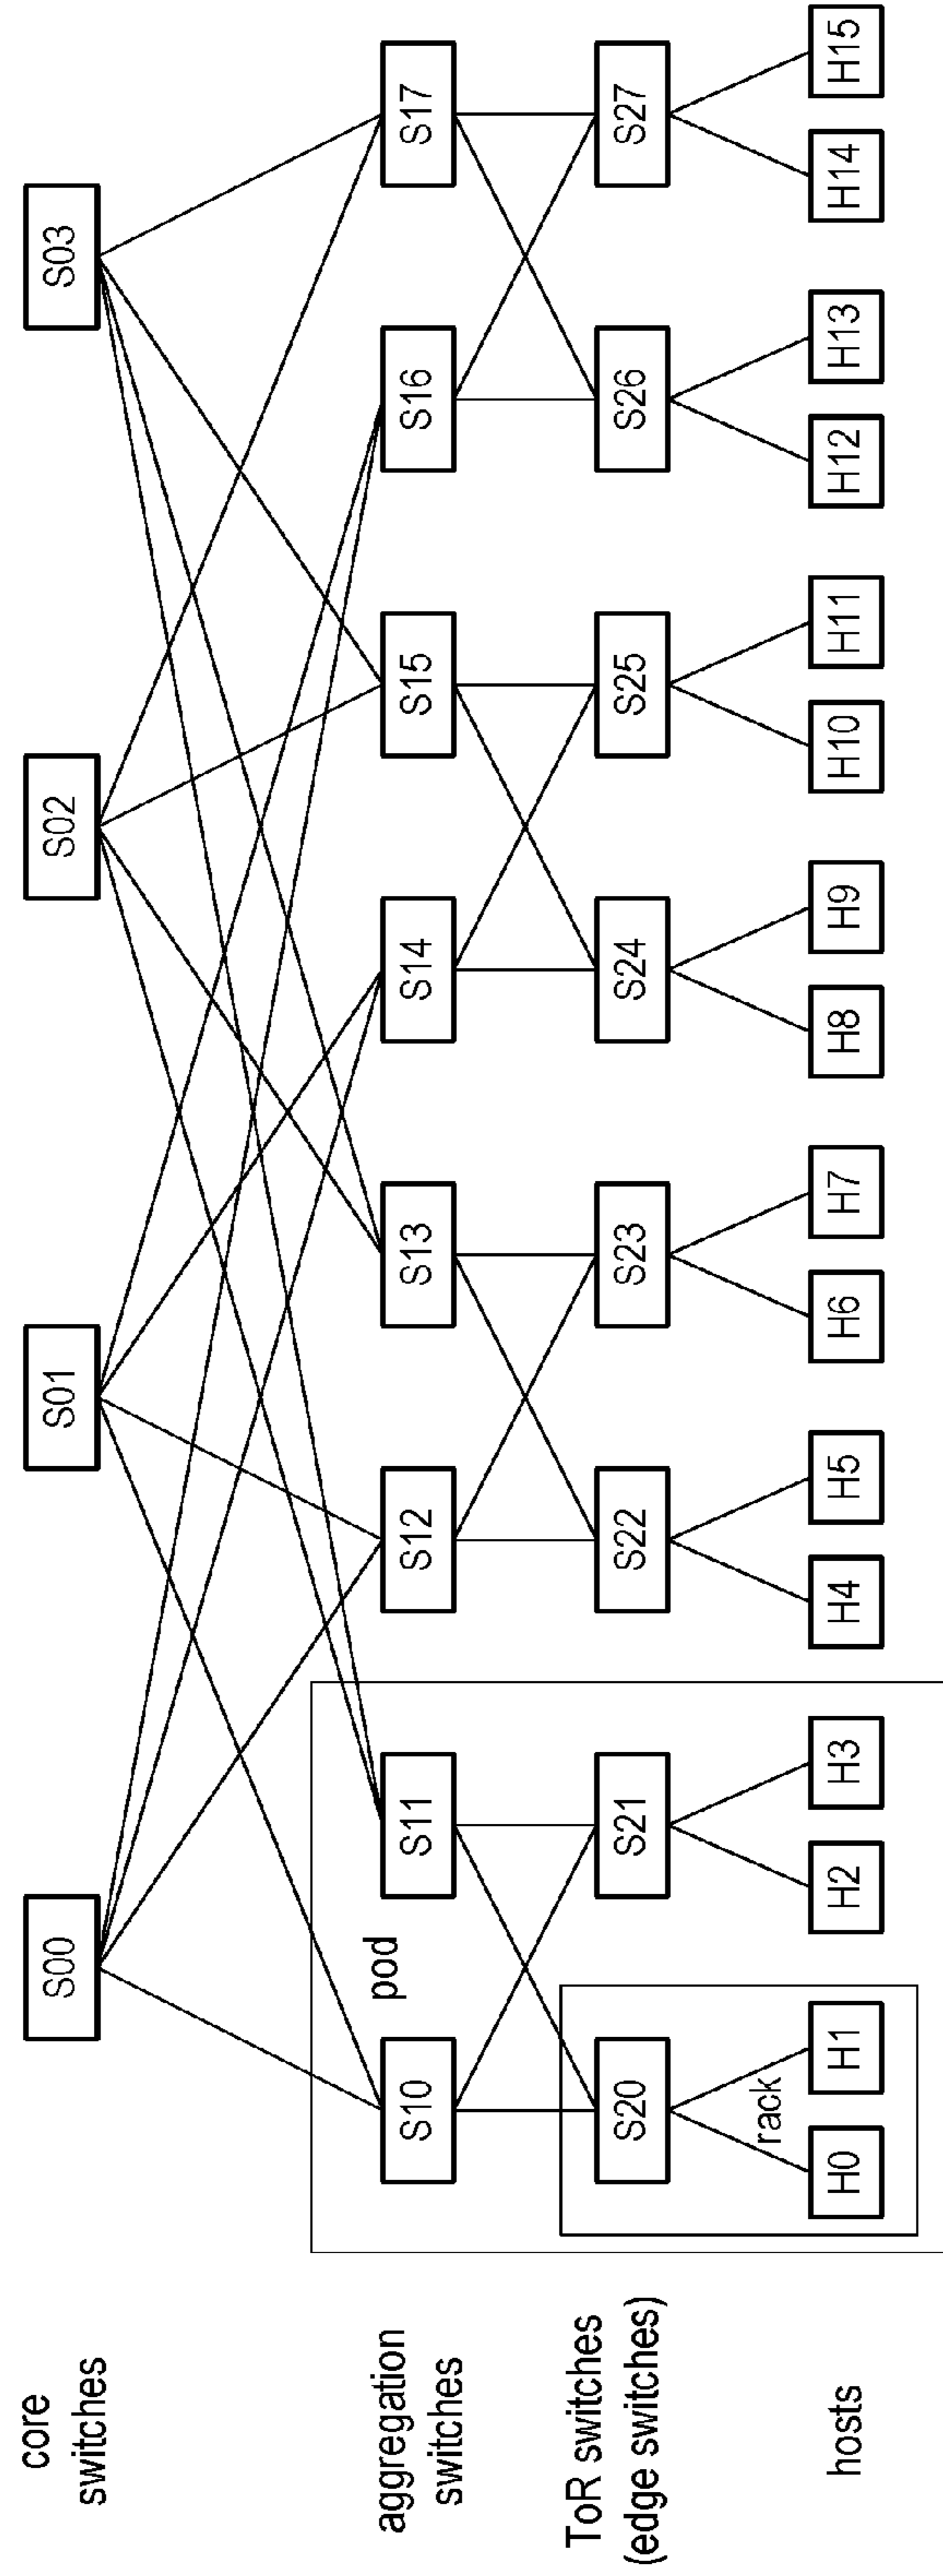 core
switches
S00
S01
S02
S03
aggregation
switches
pod
S10
S11
S12
S13
S14
S15
S16
S17
ToR switches
(edge switches)
S20
S21
S22
S23
S24
S25
S26
S27
rack
hosts
H0
H1
H2
H3
H4
H5
H6
H7
H8
H9
H10
H11
H12
H13
H14
H15